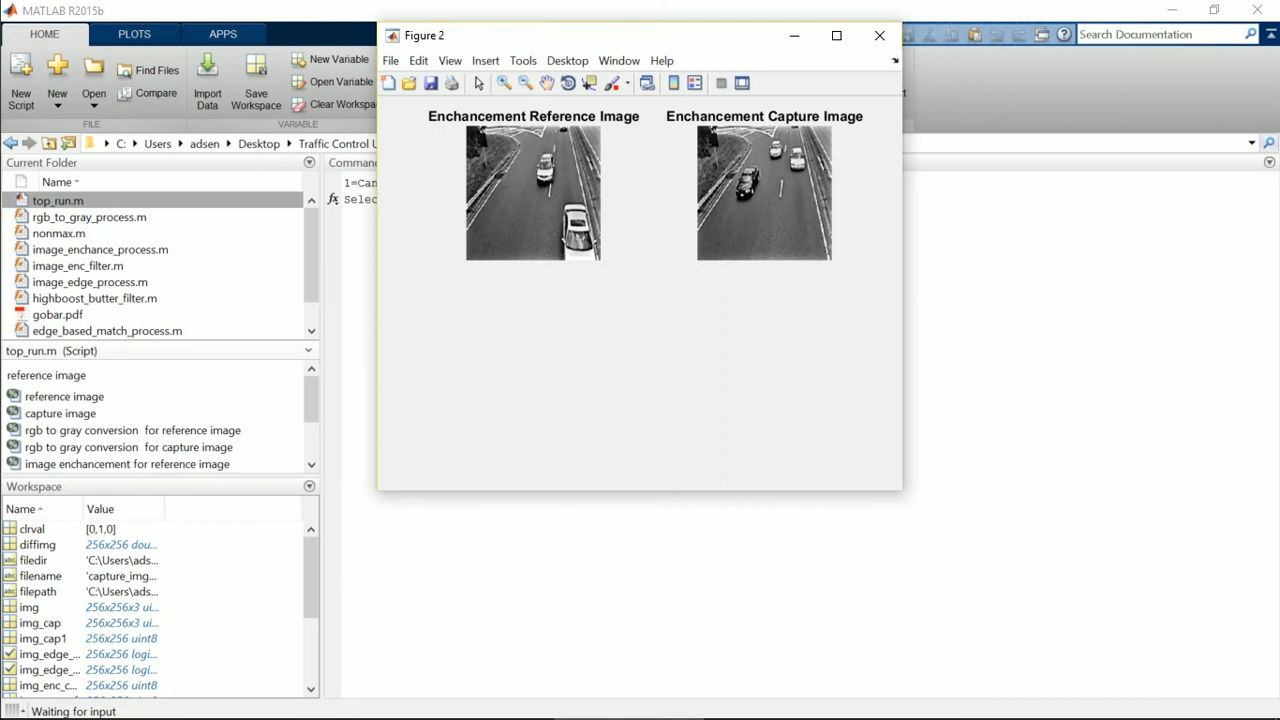 MATLAB R2015b
HOME
PLOTS
APPS
Search Documentation
New Script
New
Open
Find Files
Compare
Import Data
Save Workspace
New Variable
Open Variable
Clear Workspa
FILE
VARIABLE
C:
Users
adsen
Desktop
Traffic Control U
Current Folder
Name
top_run.m
rgb_to_gray_process.m
nonmax.m
image_enchance_process.m
image_enc_filter.m
image_edge_process.m
highboost_butter_filter.m
gobar.pdf
edge_based_match_process.m
top_run.m (Script)
reference image
reference image
capture image
rgb to gray conversion for reference image
rgb to gray conversion for capture image
image enchancement for reference image
Workspace
Name
Value
clrval [0,1,0]
diffimg 256x256 dou...
filedir 'C:\Users\ads...
filename 'capture_img...
filepath 'C:\Users\ads...
img 256x256x3 ui...
img_cap 256x256x3 ui...
img_cap1 256x256 uint8
img_edge_... 256x256 logi...
img_edge_... 256x256 logi...
img_enc_c... 256x256 uint8
Waiting for input
Comman
1=Can
fx Selec
Figure 2
File Edit View Insert Tools Desktop Window Help
Enchancement Reference Image
Enchancement Capture Image